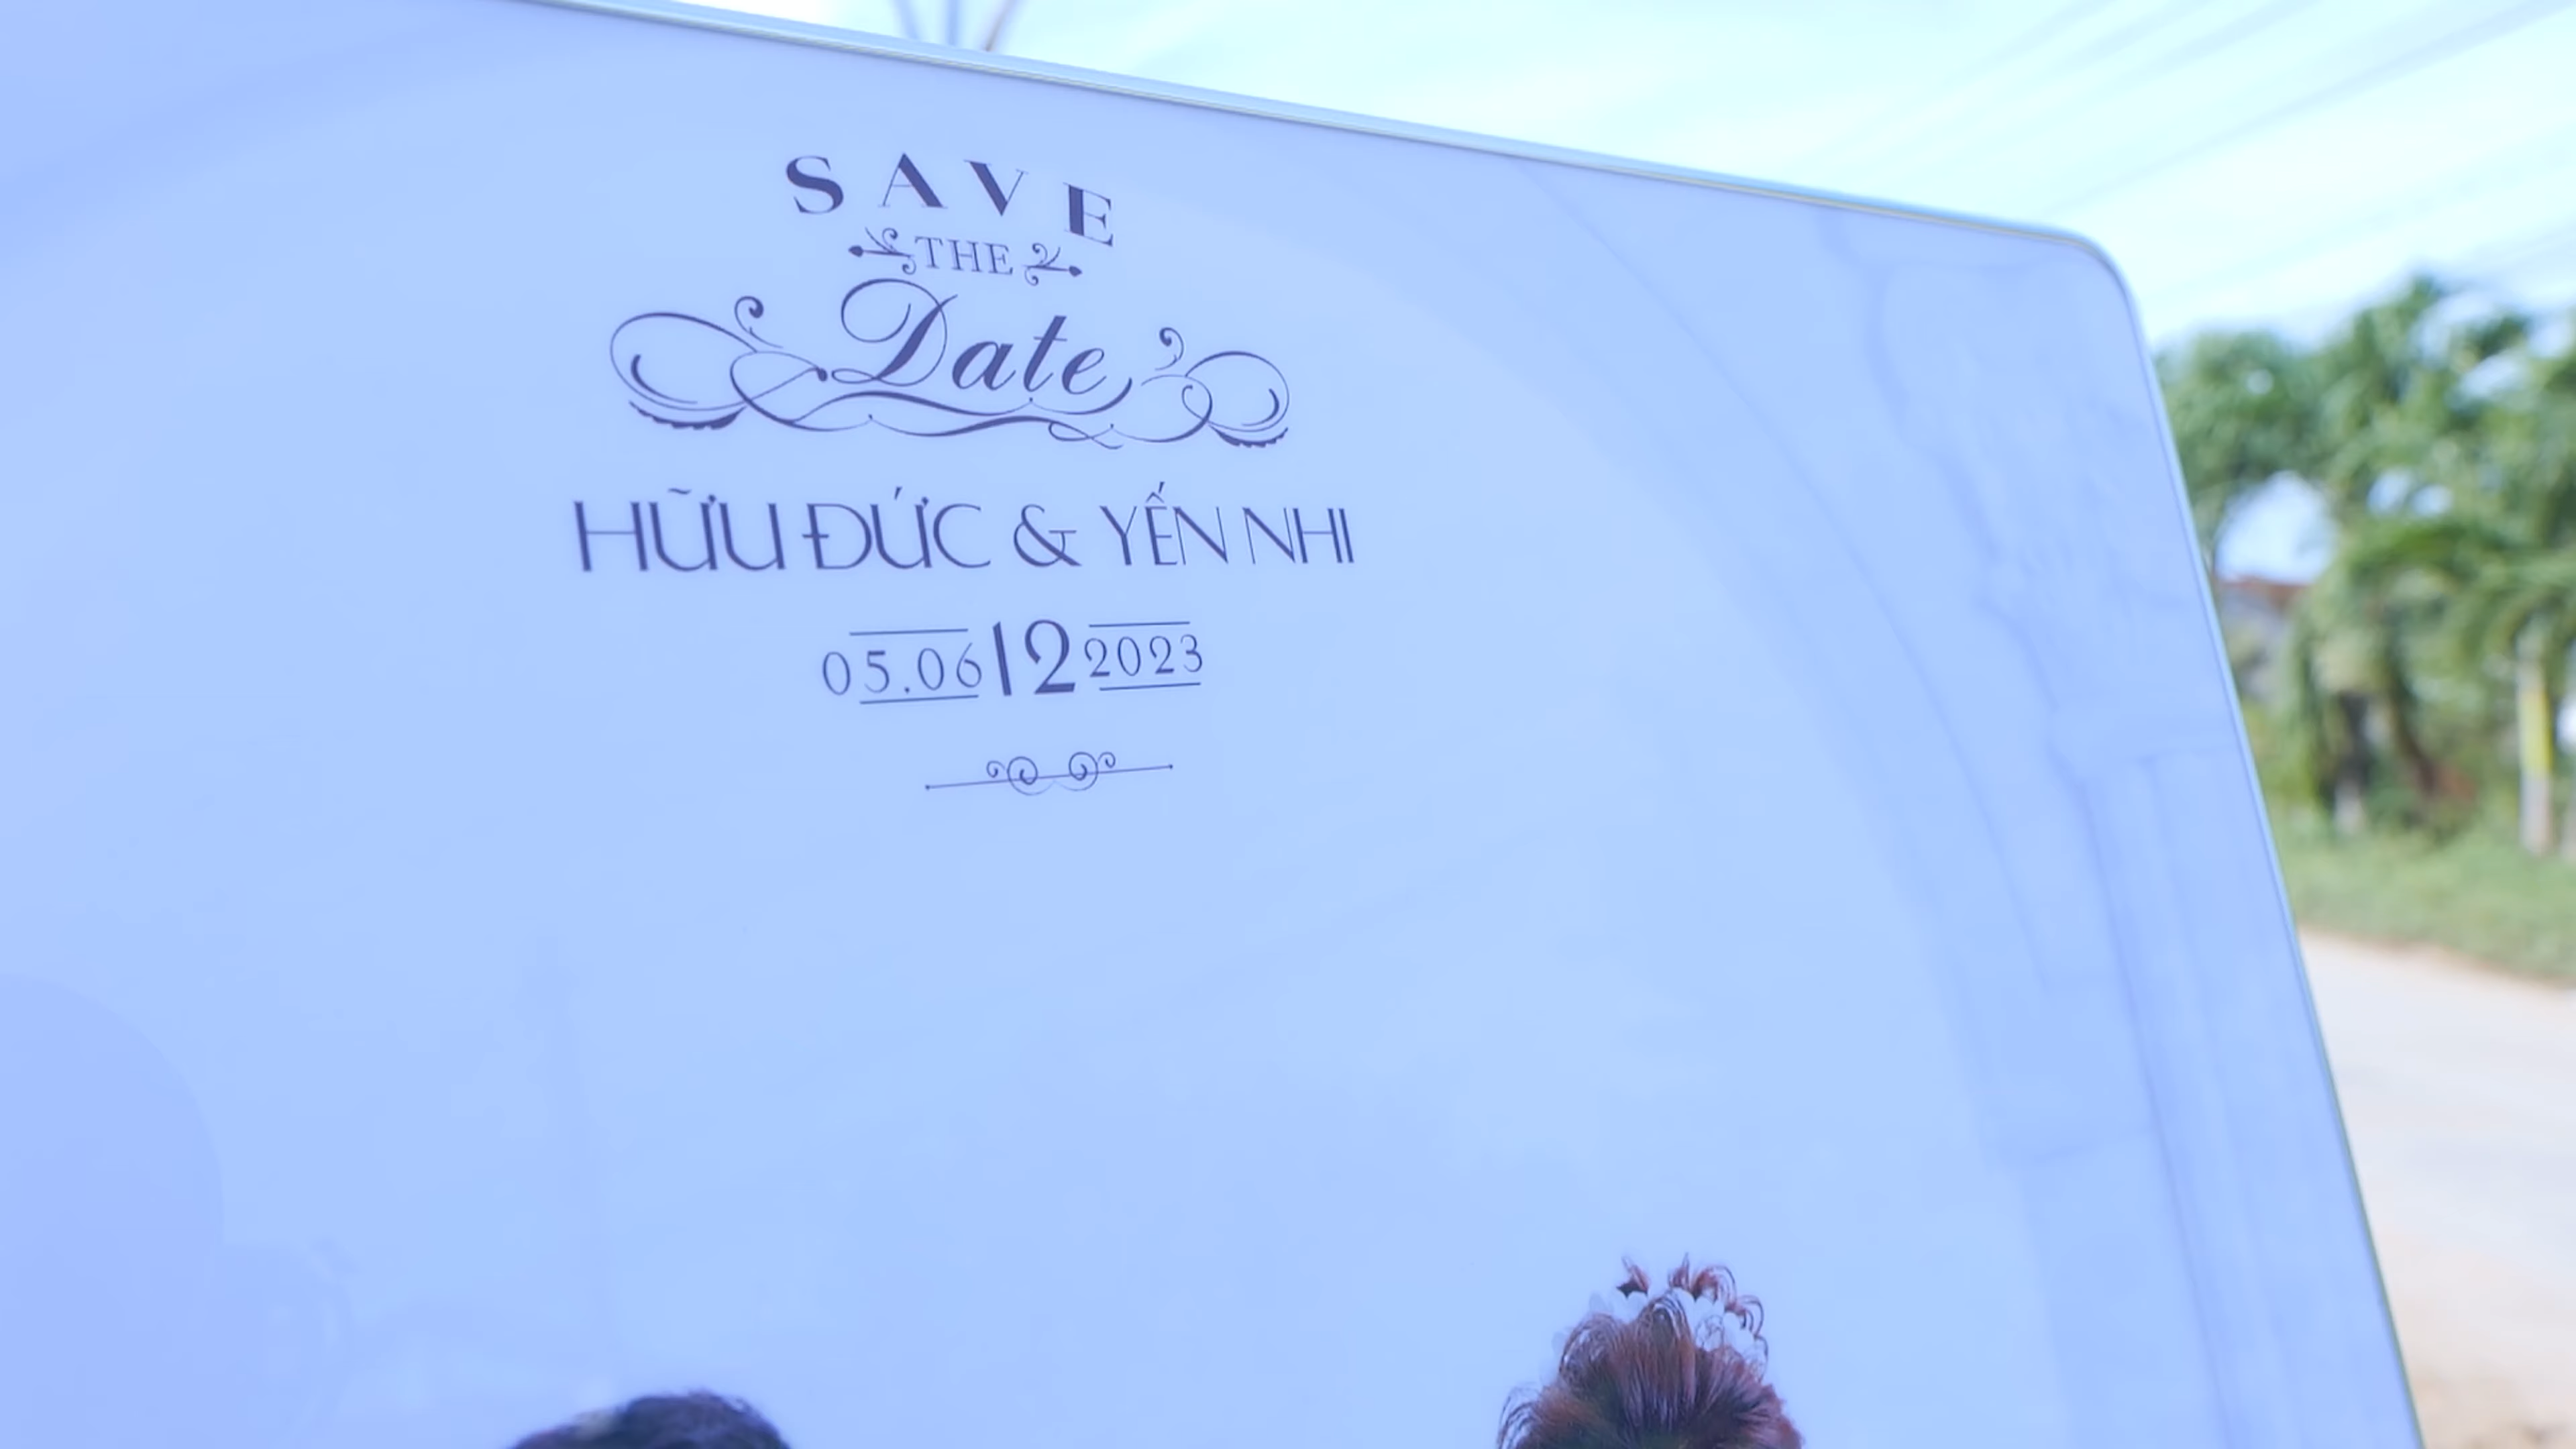 SAVE
THE
Date
HỮU ĐỨC & YẾN NHI
05.06 12 2023